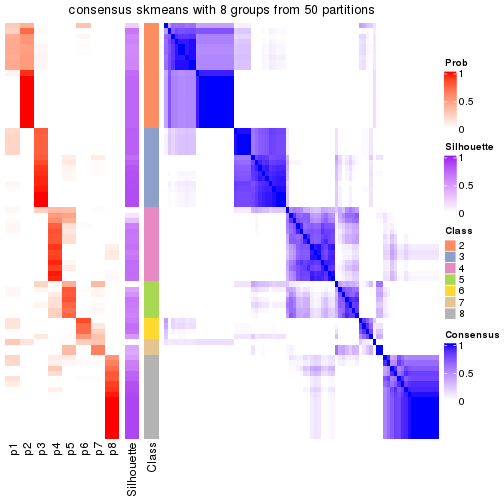 consensus skmeans with 8 groups from 50 partitions
Prob
1
0.5
0
Silhouette
1
0.5
0
Class
2
3
4
5
6
7
8
Consensus
1
0.5
0
p1
p2
p3
p4
p5
p6
p7
p8
Silhouette
Class